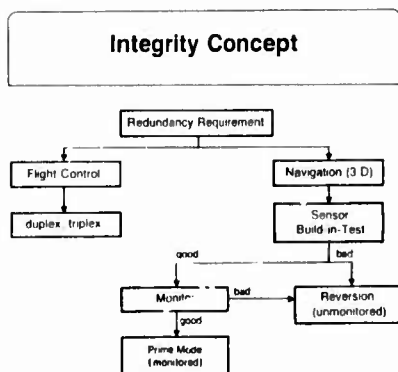 Integrity Concept
Redundancy Requirement
Flight Control
Navigation (3 D)
duplex, triplex
Sensor
Build-in-Test
good
bad
Monitor
bad
Reversion
(unmonitored)
good
Prime Mode
(monitored)